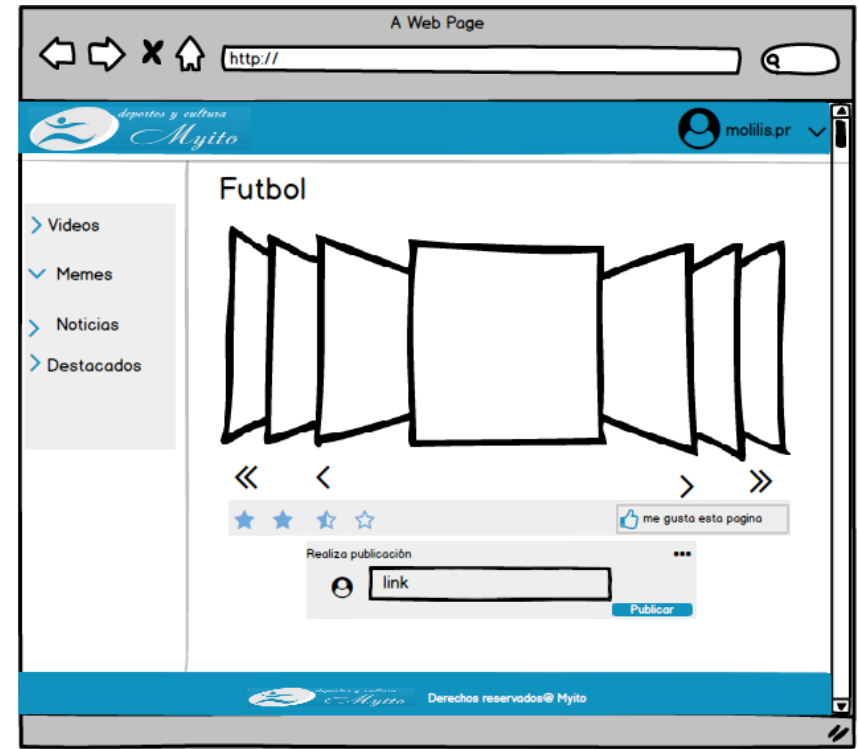 A Web Page
http://
deportes y cultura
Myito
molilis.pr
Futbol
Videos
Memes
Noticias
Destacados
me gusta esta pagina
Realiza publicación
link
Publicar
deportes y cultura
Myito
Derechos reservados@ Myito